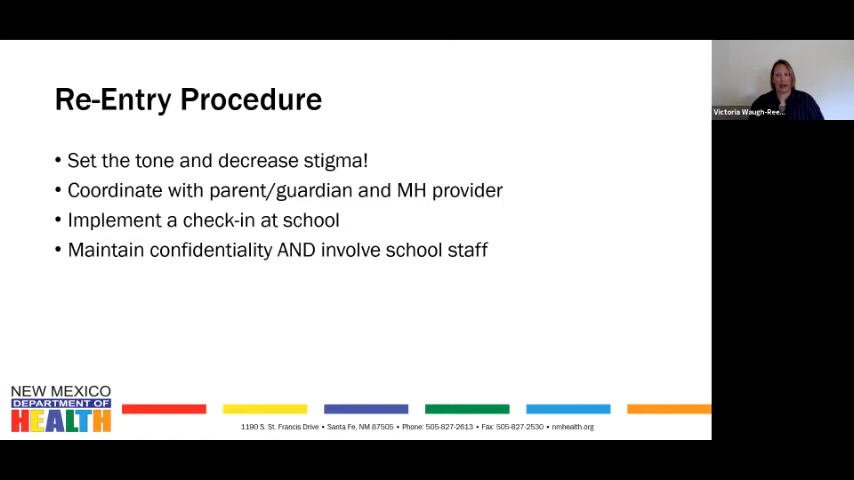 Re-Entry Procedure
• Set the tone and decrease stigma!
• Coordinate with parent/guardian and MH provider
• Implement a check-in at school
• Maintain confidentiality AND involve school staff
NEW MEXICO
DEPARTMENT OF
HEALTH
1190 S. St. Francis Drive • Santa Fe, NM 87505 • Phone: 505-827-2613 • Fax: 505-827-2530 • nmhealth.org
Victoria Waugh-Ree...